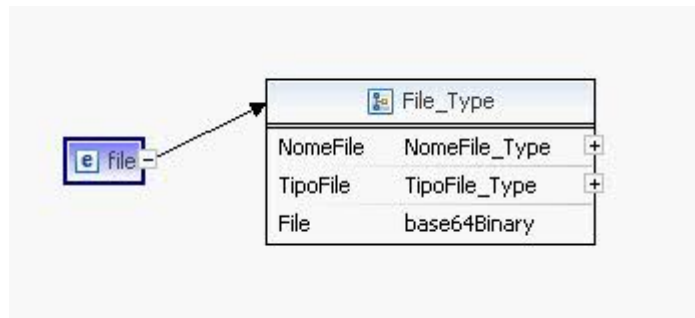 e file
File_Type
NomeFile NomeFile_Type
TipoFile TipoFile_Type
File base64Binary